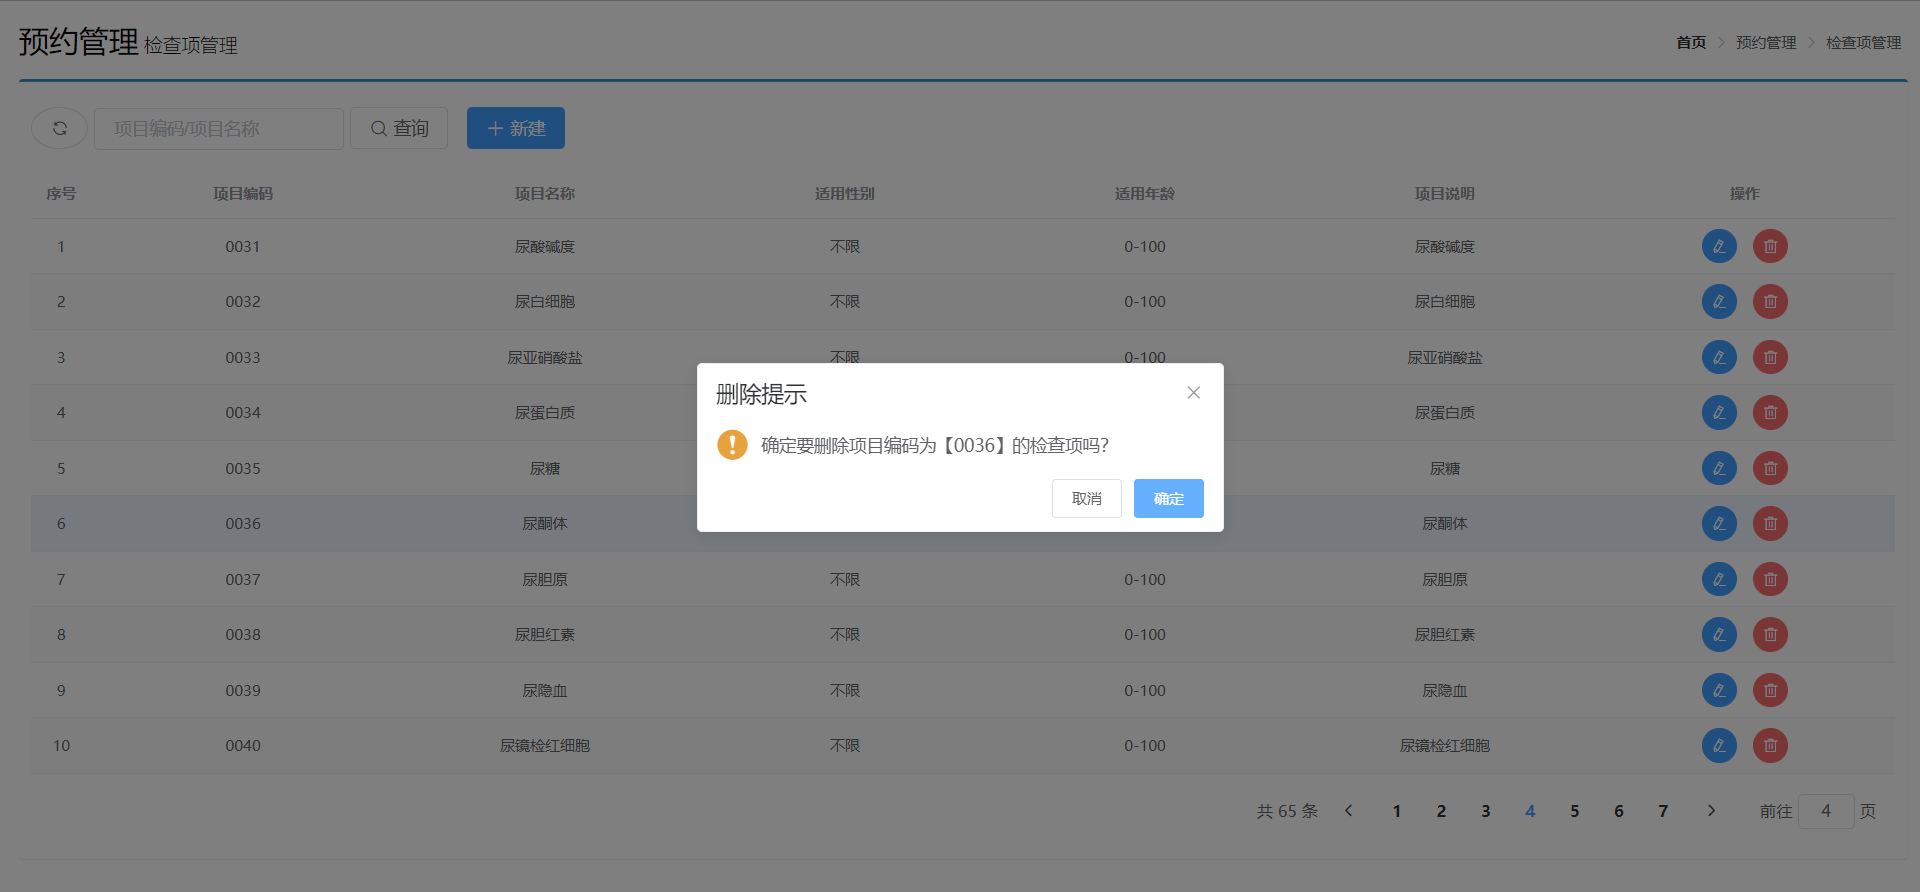 预约管理 检查项管理
首页 预约管理 检查项管理
项目编码/项目名称 查询 新建
序号 项目编码 项目名称 适用性别 适用年龄 项目说明 操作
1 0031 尿酸碱度 不限 0-100 尿酸碱度
2 0032 尿白细胞 不限 0-100 尿白细胞
3 0033 尿亚硝酸盐 不限 0-100 尿亚硝酸盐
4 0034 尿蛋白质 尿蛋白质
5 0035 尿糖 尿糖
6 0036 尿酮体 尿酮体
7 0037 尿胆原 不限 0-100 尿胆原
8 0038 尿胆红素 不限 0-100 尿胆红素
9 0039 尿隐血 不限 0-100 尿隐血
10 0040 尿镜检红细胞 不限 0-100 尿镜检红细胞
删除提示
确定要删除项目编码为【0036】的检查项吗?
取消 确定
共 65 条 1 2 3 4 5 6 7 前往 4 页